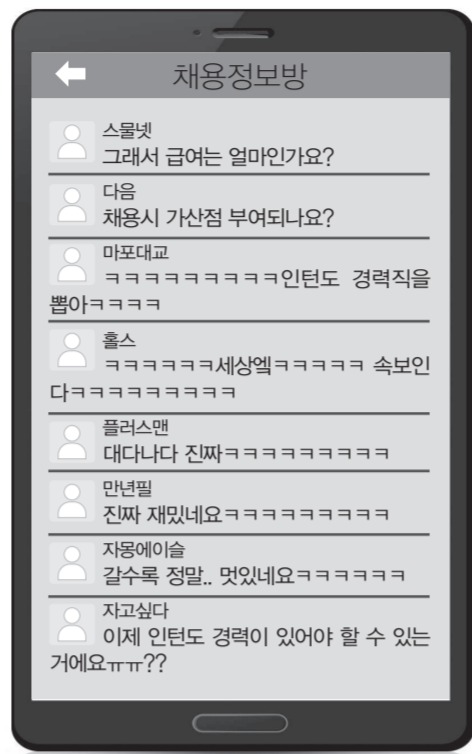 채용정보방
스물넷
그래서 급여는 얼마인가요?
다음
채용시 가산점 부여되나요?
마포대교
ㅋㅋㅋㅋㅋㅋㅋㅋㅋ인턴도 경력직을
뽑아ㅋㅋㅋㅋ
홀스
ㅋㅋㅋㅋㅋㅋ세상엨ㅋㅋㅋㅋㅋ 속보인
다ㅋㅋㅋㅋㅋㅋㅋㅋㅋ
플러스맨
대다나다 진짜ㅋㅋㅋㅋㅋㅋㅋㅋㅋ
만년필
진짜 재밌네요ㅋㅋㅋㅋㅋㅋㅋㅋㅋ
자몽에이슬
갈수록 정말.. 멋있네요ㅋㅋㅋㅋㅋㅋ
자고싶다
이제 인턴도 경력이 있어야 할 수 있는
거에요ㅠㅠ??